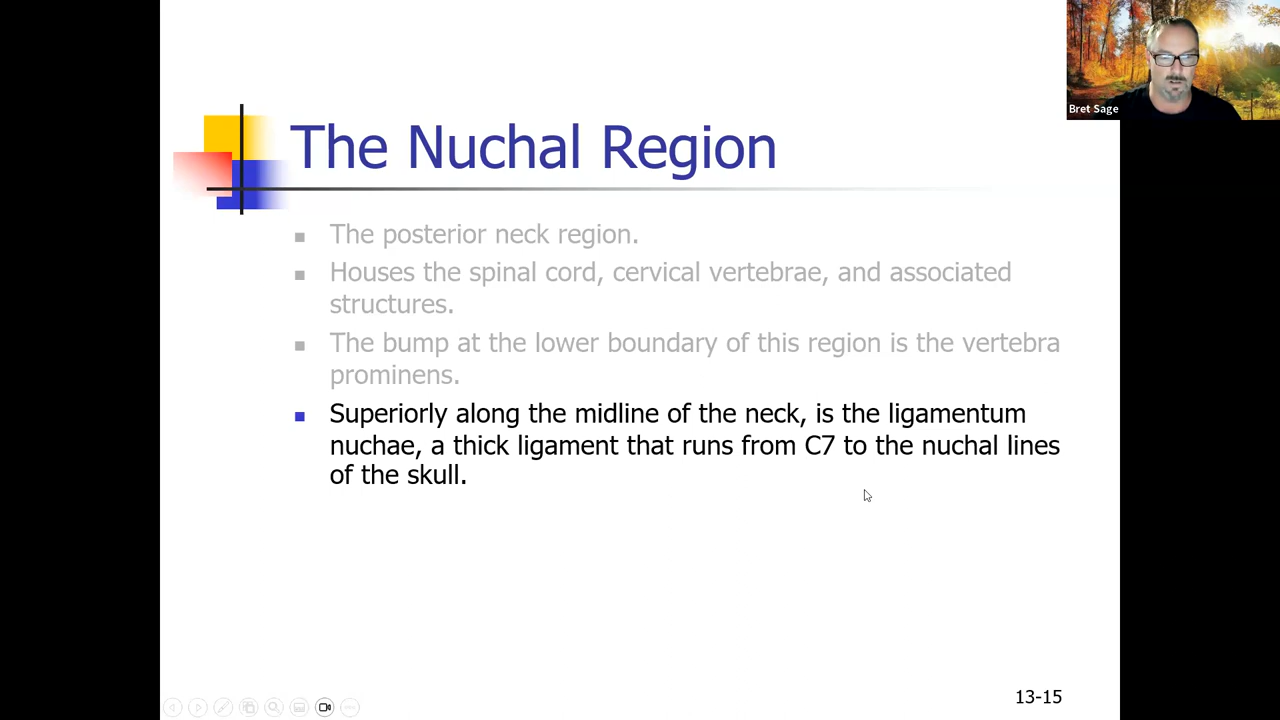 Bret Sage
The Nuchal Region
The posterior neck region.
Houses the spinal cord, cervical vertebrae, and associated
structures.
The bump at the lower boundary of this region is the vertebra
prominens.
Superiorly along the midline of the neck, is the ligamentum
nuchae, a thick ligament that runs from C7 to the nuchal lines
of the skull.
13-15